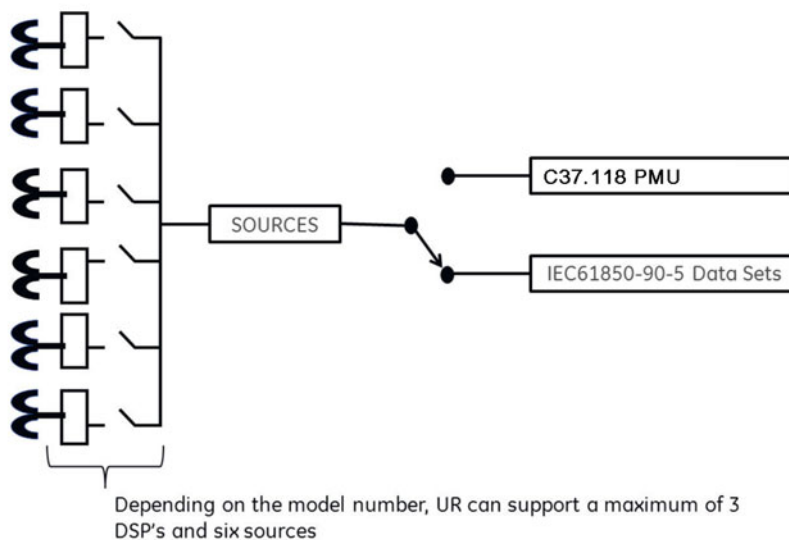 C37.118 PMU
SOURCES
IEC61850-90-5 Data Sets
Depending on the model number, UR can support a maximum of 3
DSP's and six sources